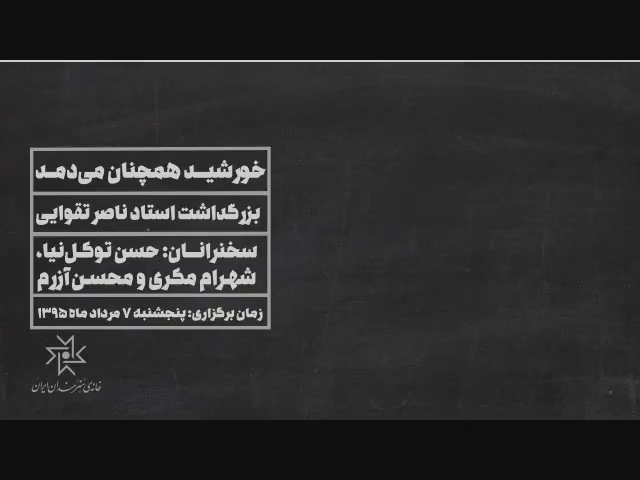 خورشید همچنان می‌دمد
بزرگداشت استاد ناصر تقوایی
سخنرانان: حسن توکل‌نیا،
شهرام مکری و محسن آزرم
زمان برگزاری: پنجشنبه ۷ مرداد ماه ۱۳۹۵
خانه‌ی هنرمندان ایران